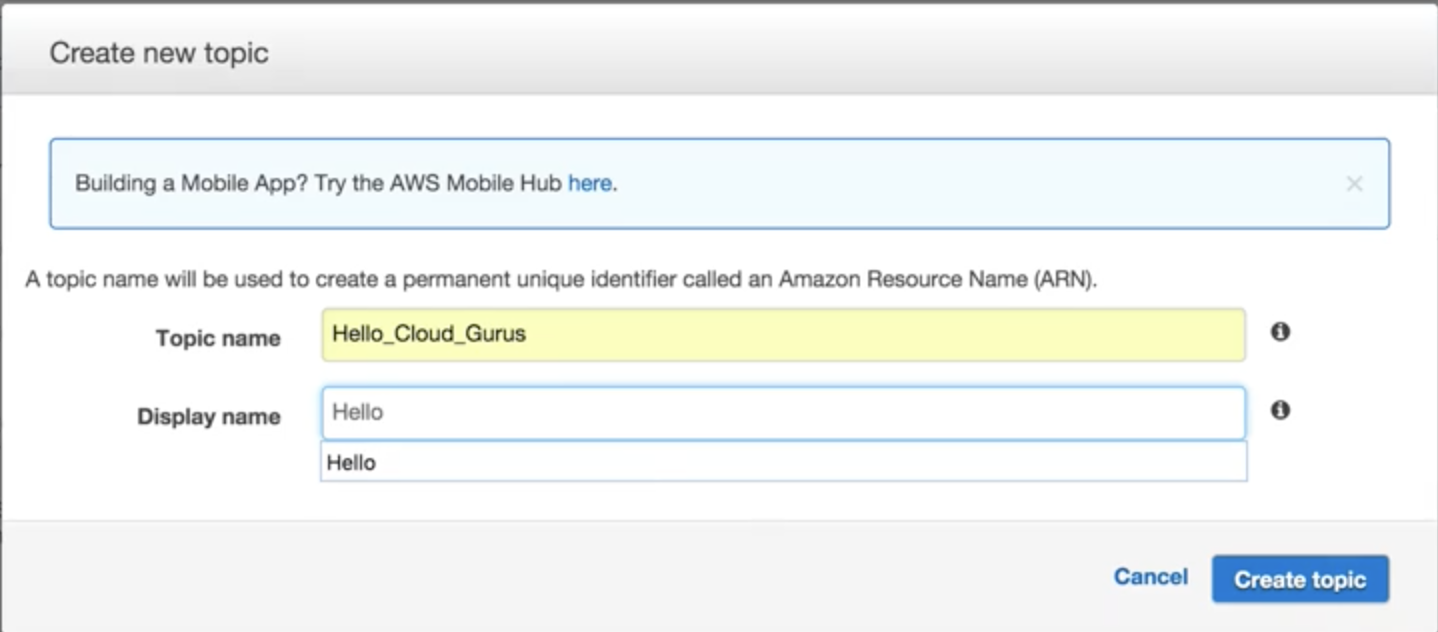 Create new topic
Building a Mobile App? Try the AWS Mobile Hub here.
A topic name will be used to create a permanent unique identifier called an Amazon Resource Name (ARN).
Topic name Hello_Cloud_Gurus
Display name Hello
Hello
Cancel Create topic